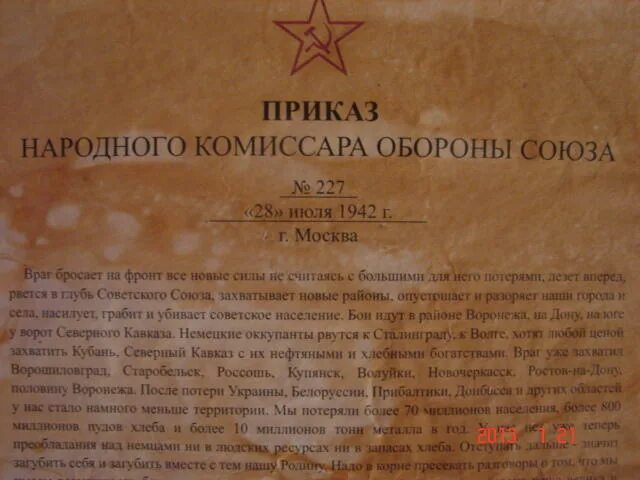 ПРИКАЗ
НАРОДНОГО КОМИССАРА ОБОРОНЫ СОЮЗА
№ 227
«28» июля 1942 г.
г. Москва
Враг бросает на фронт все новые силы не считаясь с большими для него потерями, лезет вперед,
рвется в глубь Советского Союза, захватывает новые районы, опустошает и разоряет наши города и
села, насилует, грабит и убивает советское население. Бои идут в районе Воронежа, на Дону, на юге
у ворот Северного Кавказа. Немецкие оккупанты рвутся к Сталинграду, к Волге, хотят любой ценой
захватить Кубань, Северный Кавказ с их нефтяными и хлебными богатствами. Враг уже захватил
Ворошиловград, Старобельск, Россошь, Купянск, Волуйки, Новочеркасск, Ростов-на-Дону,
половину Воронежа. После потери Украины, Белоруссии, Прибалтики, Донбасса и других областей
у нас стало намного меньше территории. Мы потеряли более 70 миллионов населения, более 800
миллионов пудов хлеба и более 10 миллионов тонн металла в год. У теперь
преобладания над немцами ни в людских ресурсах ни в запасах хлеба. Отступать дальше - значит
загубить себя и загубить вместе с тем нашу Родину. Надо в корне пресекать разговоры о том, что мы
2015. 1.21